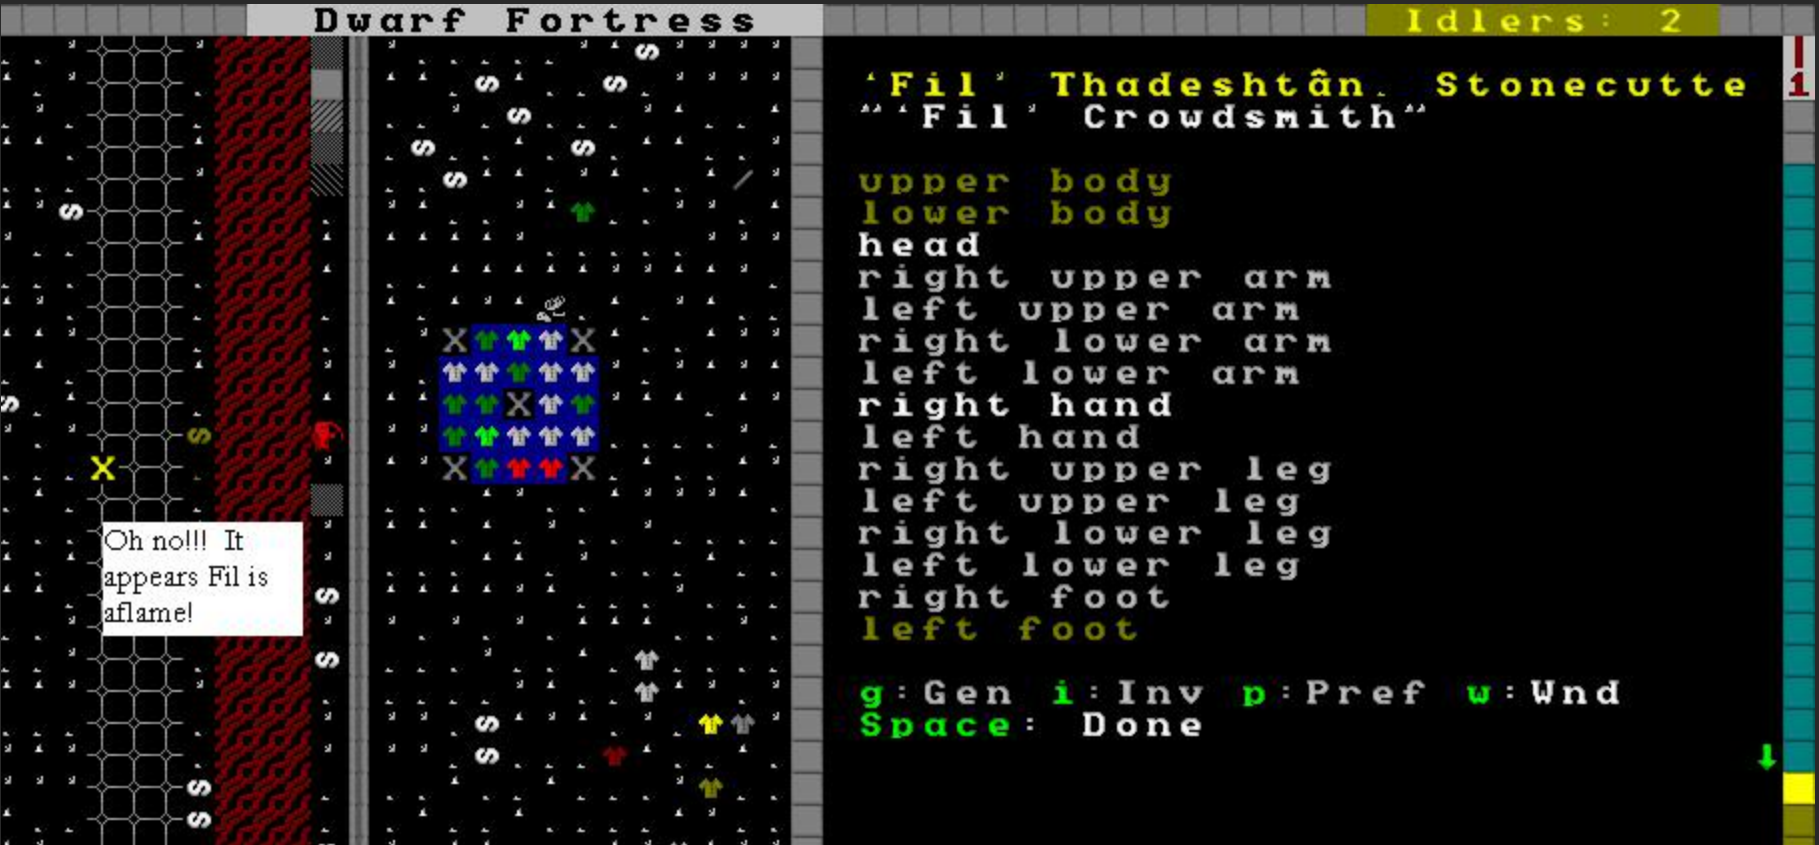 Dwarf Fortress
Idlers: 2
'Fil' Thadeshtân, Stonecutte
"'Fil' Crowdsmith"
upper body
lower body
head
right upper arm
left upper arm
right lower arm
left lower arm
right hand
left hand
right upper leg
left upper leg
right lower leg
left lower leg
right foot
left foot
g:Gen i:Inv p:Pref w:Wnd
Space: Done
Oh no!!! It
appears Fil is
aflame!